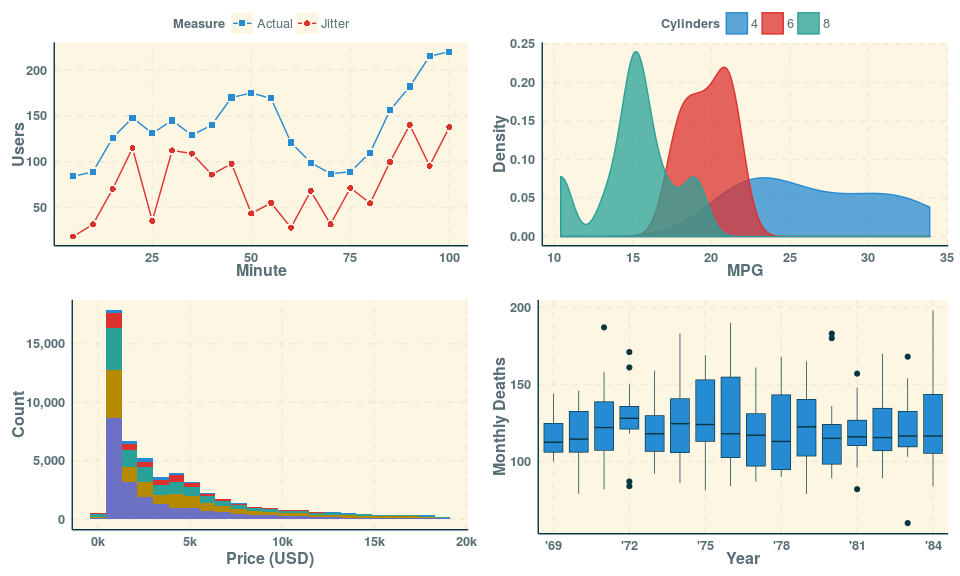 Measure Actual Jitter
200
150
100
50
Users
25 50 75 100
Minute
Cylinders 4 6 8
0.25
0.20
0.15
0.10
0.05
0.00
Density
10 15 20 25 30 35
MPG
15,000
10,000
5,000
0
Count
0k 5k 10k 15k 20k
Price (USD)
200
150
100
Monthly Deaths
'69 '72 '75 '78 '81 '84
Year